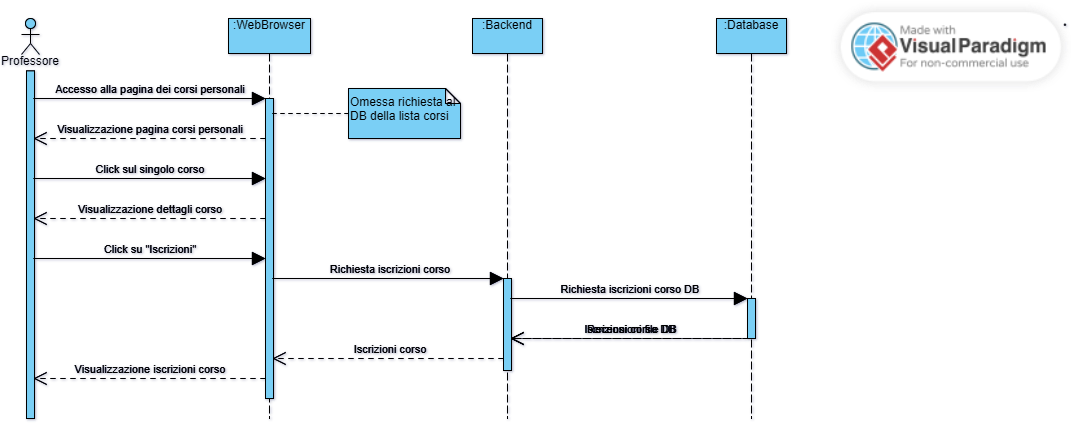 :WebBrowser
:Backend
:Database
Made with
Visual Paradigm
For non-commercial use
Professore
Accesso alla pagina dei corsi personali
Omessa richiesta al
DB della lista corsi
Visualizzazione pagina corsi personali
Click sul singolo corso
Visualizzazione dettagli corso
Click su "Iscrizioni"
Richiesta iscrizioni corso
Richiesta iscrizioni corso DB
DB
Iscrizioni corso
Visualizzazione iscrizioni corso